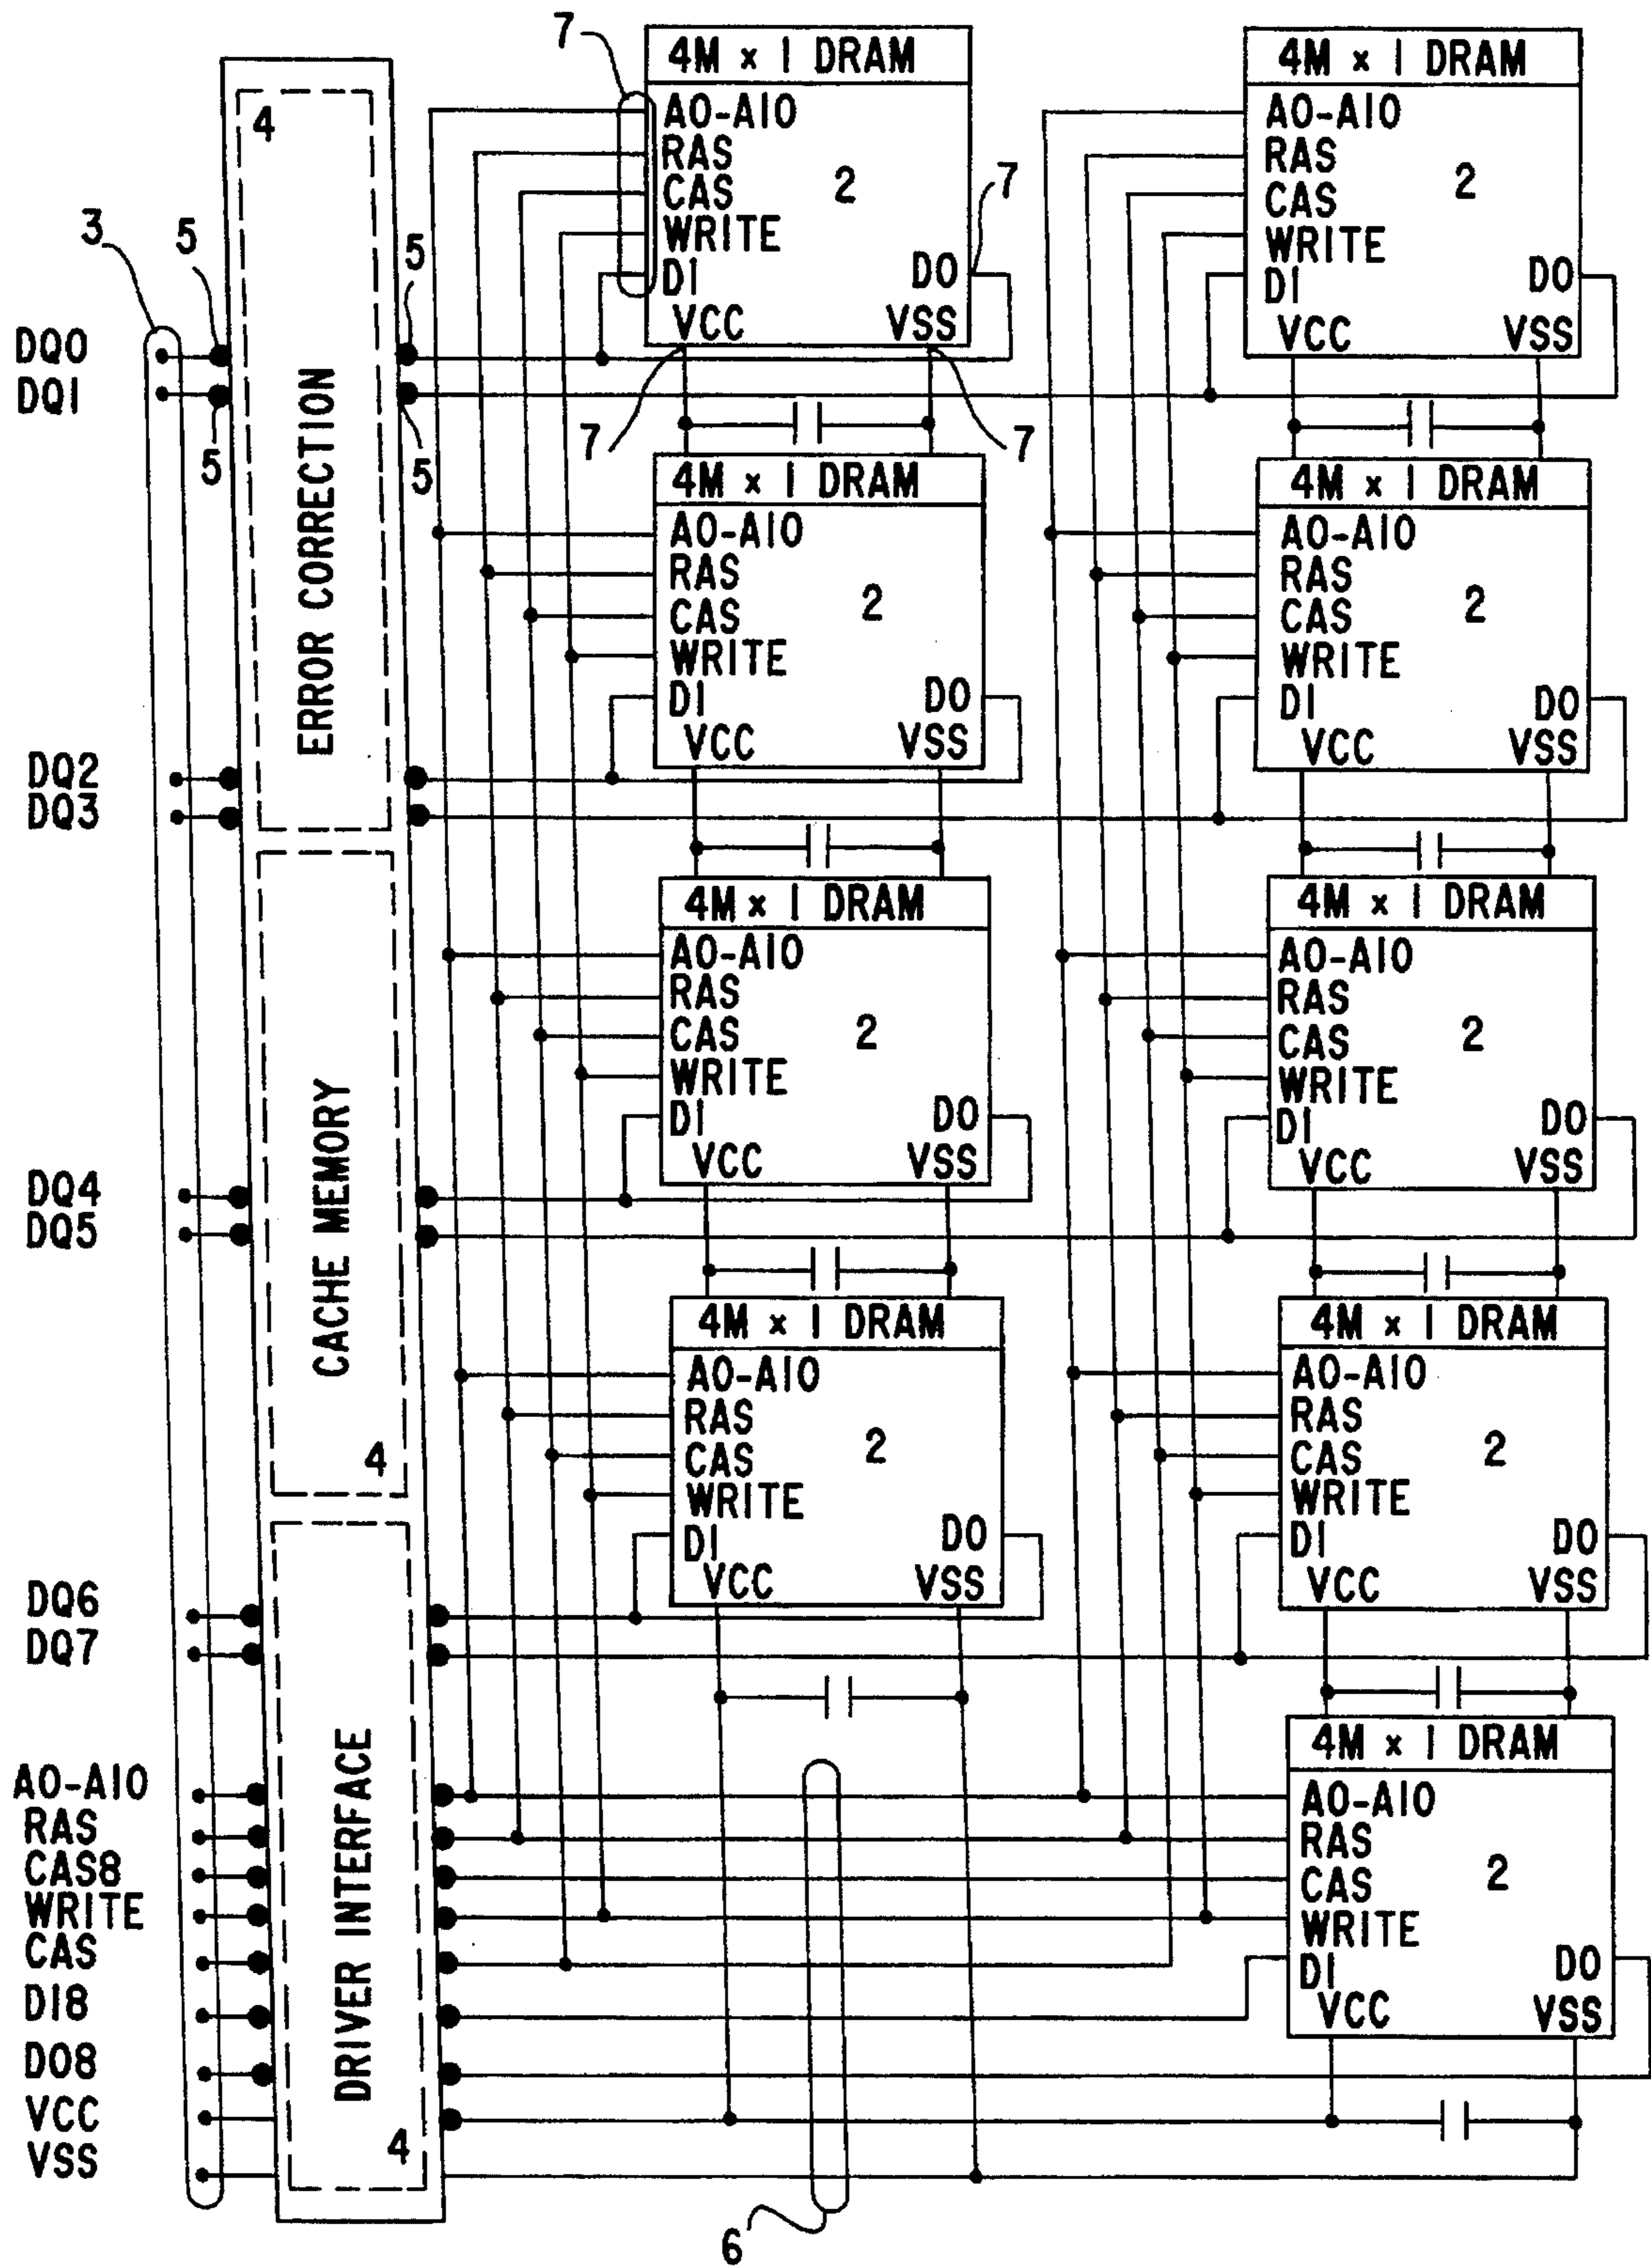 7
4M x 1 DRAM
A0-A10
RAS
CAS
WRITE
DI
2
DO
7
VCC
VSS
4M x 1 DRAM
A0-A10
RAS
CAS
WRITE
DI
2
DO
VCC
VSS
4
ERROR CORRECTION
3
5
5
DQ0
DQ1
5
5
7
7
4M x 1 DRAM
A0-A10
RAS
CAS
WRITE
DI
2
DO
VCC
VSS
4M x 1 DRAM
A0-A10
RAS
CAS
WRITE
DI
2
DO
VCC
VSS
DQ2
DQ3
CACHE MEMORY
4
4M x 1 DRAM
A0-A10
RAS
CAS
WRITE
DI
2
DO
VCC
VSS
4M x 1 DRAM
A0-A10
RAS
CAS
WRITE
DI
2
DO
VCC
VSS
DQ4
DQ5
4M x 1 DRAM
A0-A10
RAS
CAS
WRITE
DI
2
DO
VCC
VSS
4M x 1 DRAM
A0-A10
RAS
CAS
WRITE
DI
2
DO
VCC
VSS
DQ6
DQ7
DRIVER INTERFACE
4
A0-A10
RAS
CAS8
WRITE
CAS
DI8
DO8
VCC
VSS
4M x 1 DRAM
A0-A10
RAS
CAS
WRITE
DI
2
DO
VCC
VSS
6